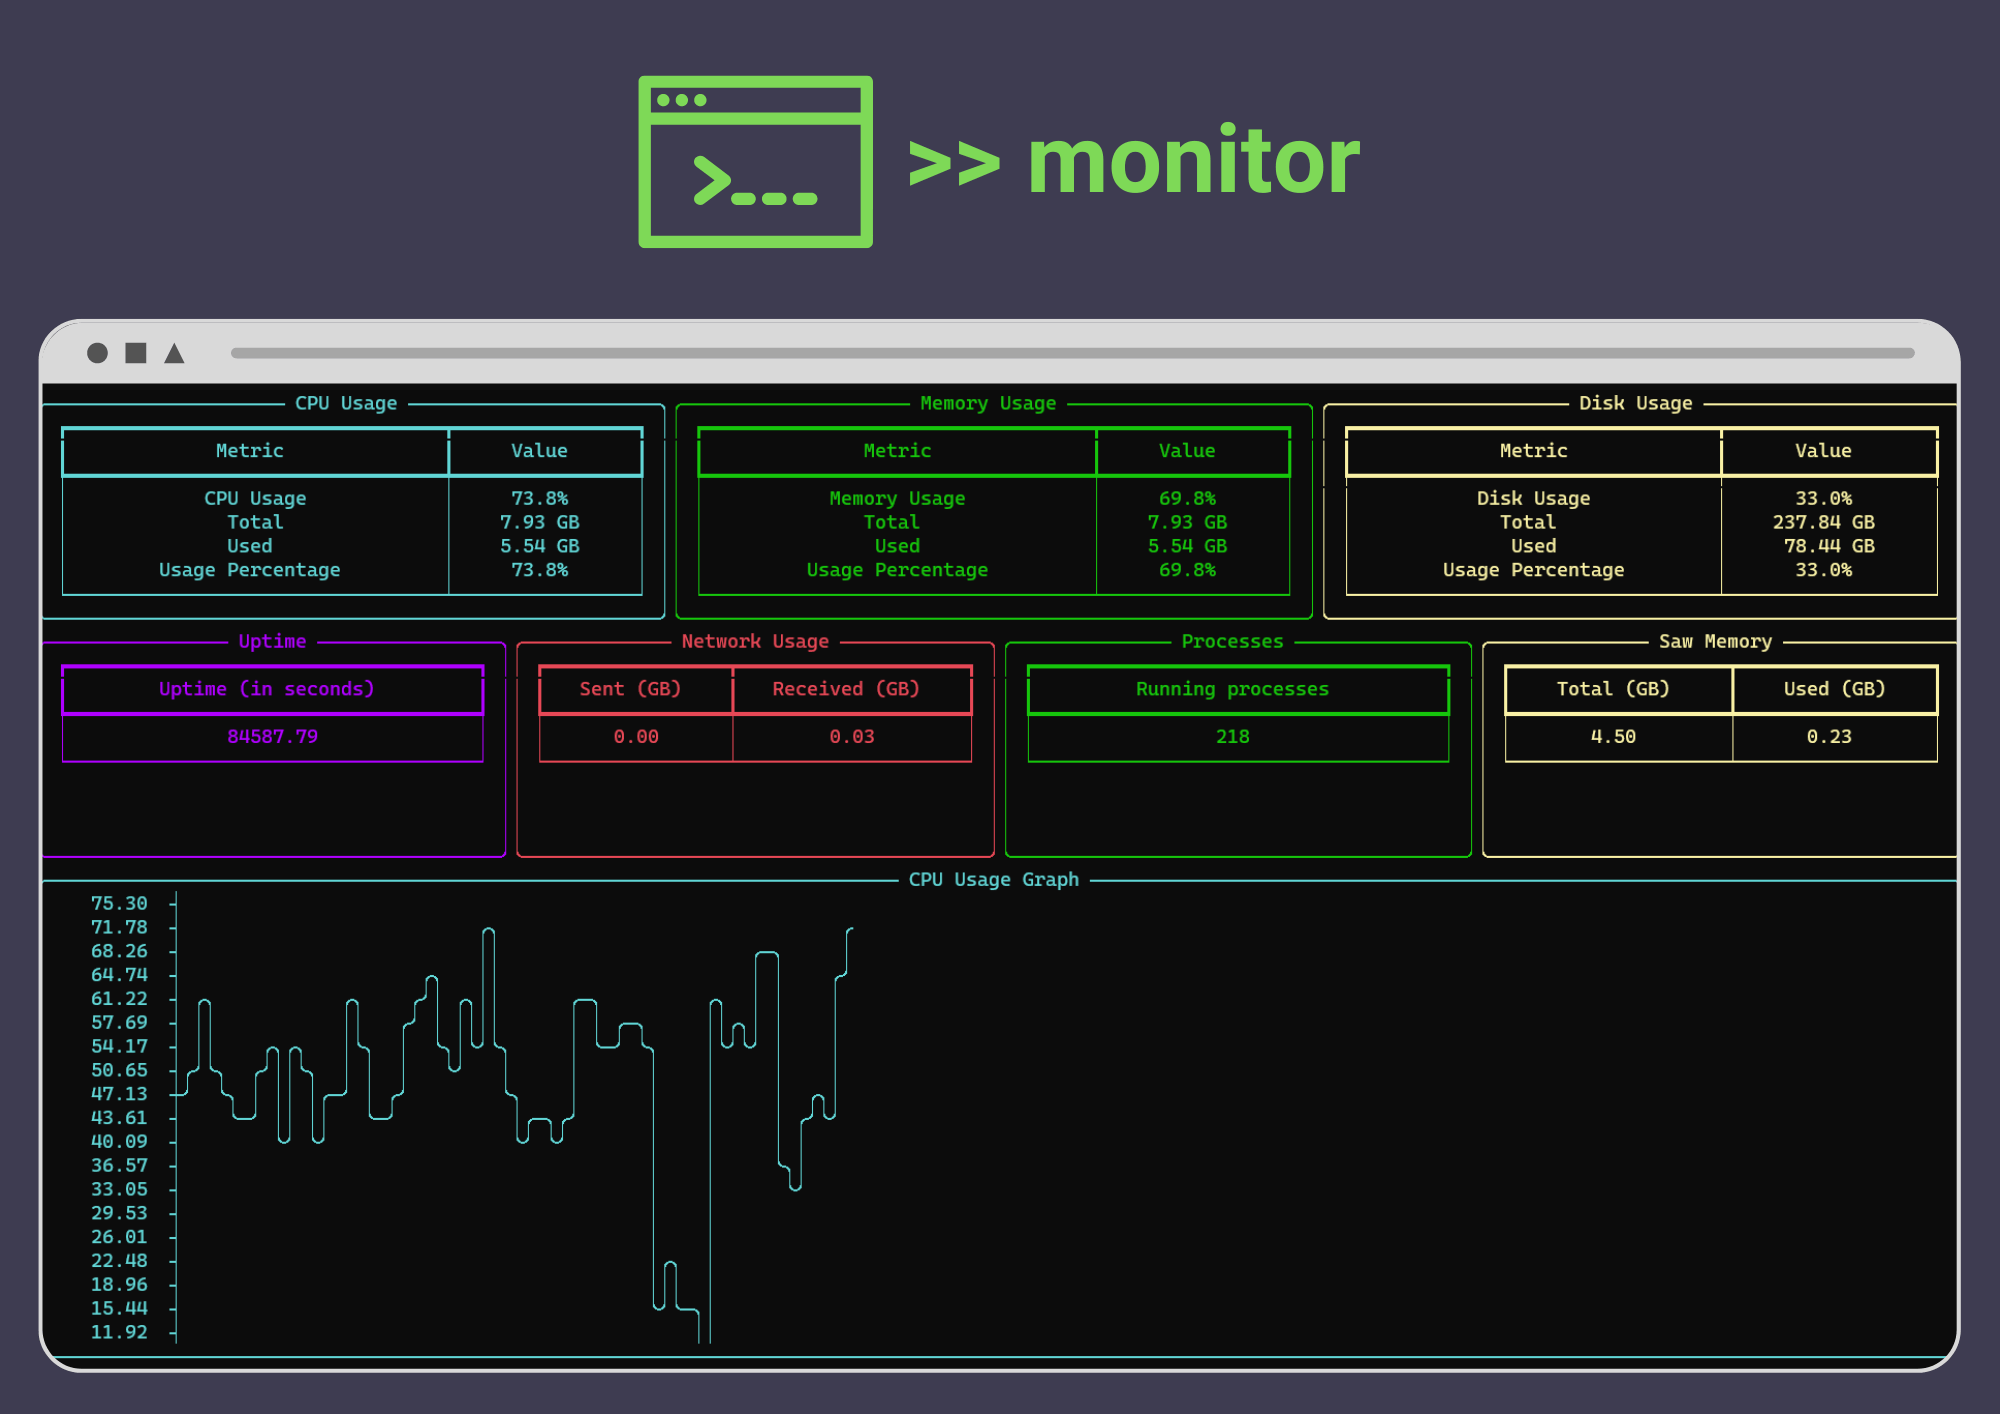 >_ _ _ >> monitor
CPU Usage
Metric Value
CPU Usage 73.8%
Total 7.93 GB
Used 5.54 GB
Usage Percentage 73.8%
Memory Usage
Metric Value
Memory Usage 69.8%
Total 7.93 GB
Used 5.54 GB
Usage Percentage 69.8%
Disk Usage
Metric Value
Disk Usage 33.0%
Total 237.84 GB
Used 78.44 GB
Usage Percentage 33.0%
Uptime
Uptime (in seconds)
84587.79
Network Usage
Sent (GB) Received (GB)
0.00 0.03
Processes
Running processes
218
Saw Memory
Total (GB) Used (GB)
4.50 0.23
CPU Usage Graph
75.30
71.78
68.26
64.74
61.22
57.69
54.17
50.65
47.13
43.61
40.09
36.57
33.05
29.53
26.01
22.48
18.96
15.44
11.92